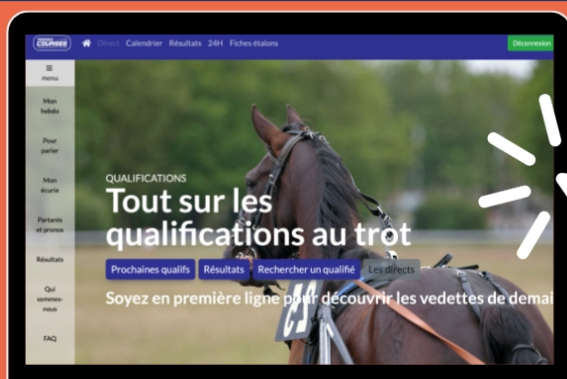 COURSES
Direct Calendrier Résultats 24H Fiches étalons
Déconnexion
menu
Mon
hebdo
Pour
parier
Mon
écurie
Partants
et pronos
Résultats
Qui
sommes-
nous
FAQ
QUALIFICATIONS
Tout sur les
qualifications au trot
Prochaines qualifs Résultats Rechercher un qualifié Les directs
Soyez en première ligne pour découvrir les vedettes de demai